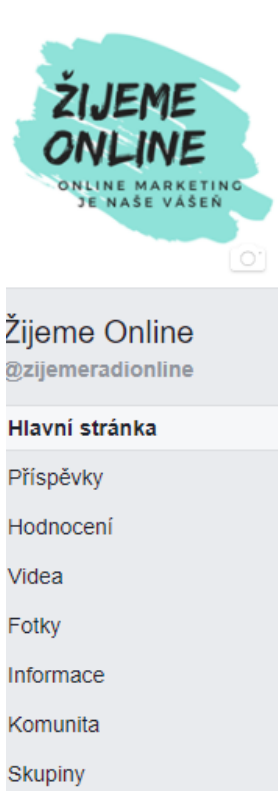 ŽIJEME
ONLINE
ONLINE MARKETING
JE NAŠE VÁŠEŇ
Žijeme Online
@zijemeradionline
Hlavní stránka
Příspěvky
Hodnocení
Videa
Fotky
Informace
Komunita
Skupiny